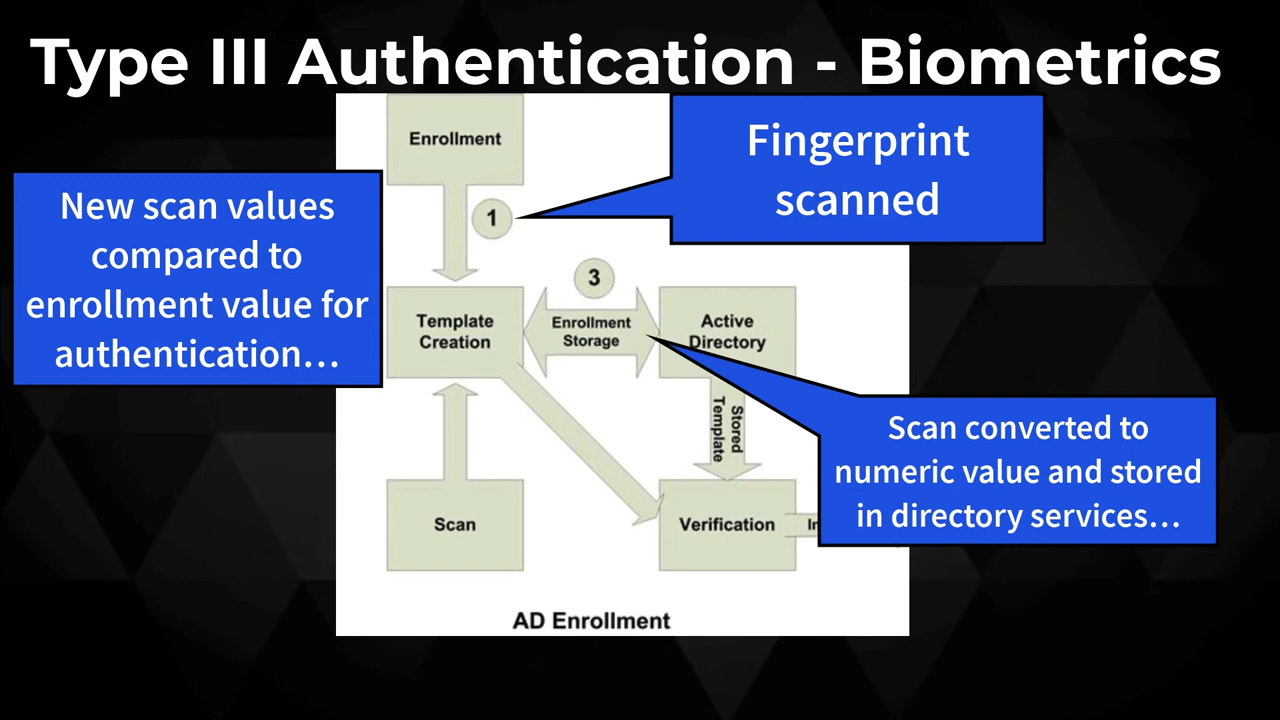 Type III Authentication - Biometrics
Enrollment
Fingerprint
scanned
1
New scan values
compared to
enrollment value for
authentication...
3
Template
Creation
Enrollment
Storage
Active
Directory
Stored
Template
Scan converted to
numeric value and stored
in directory services...
Scan
Verification
AD Enrollment